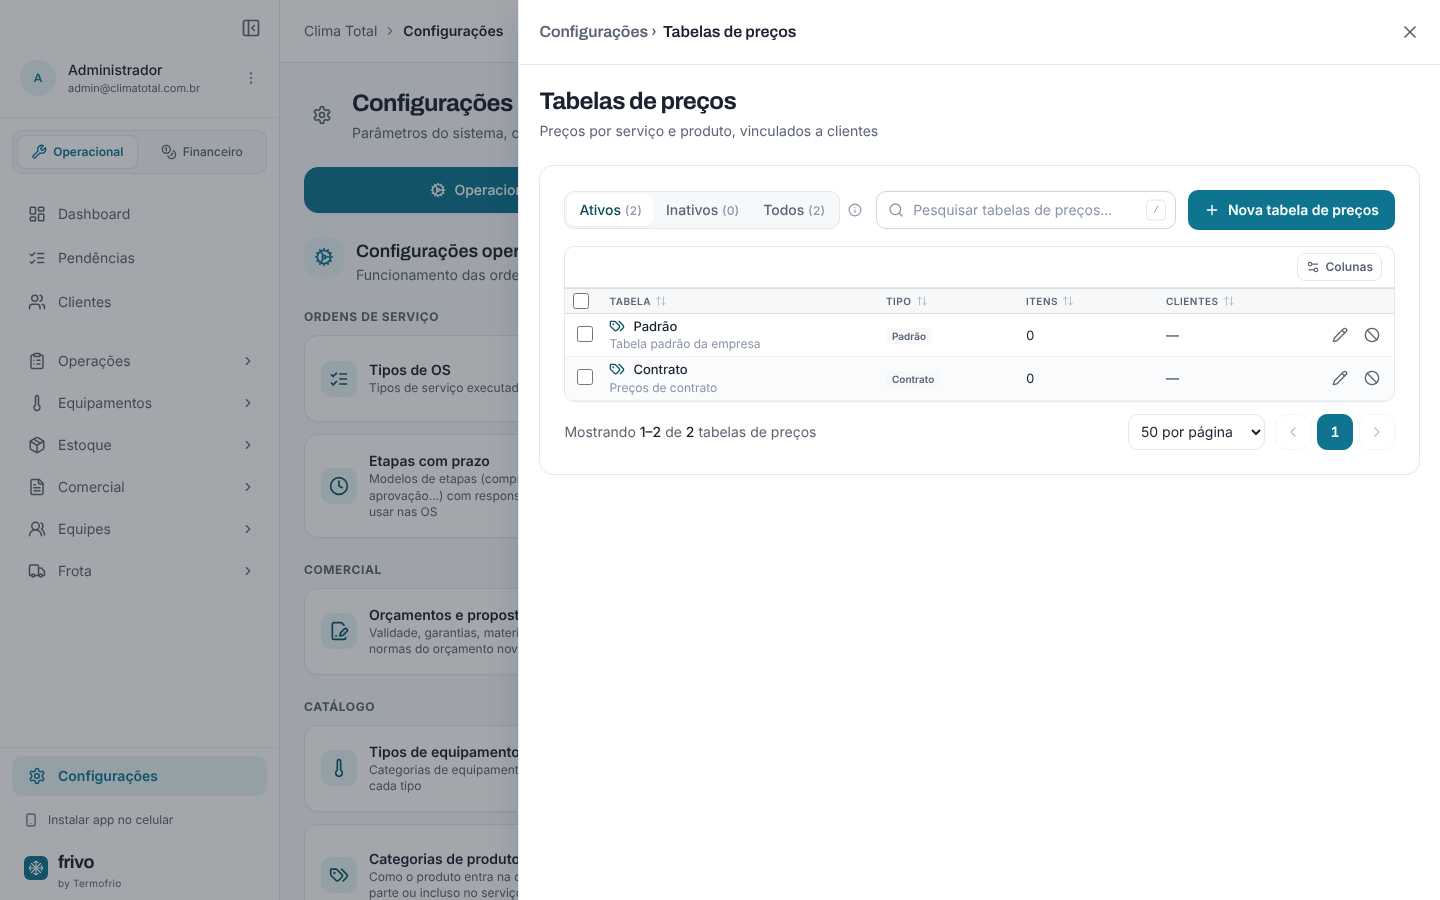 A
Administrador
admin@climatotal.com.br
Operacional
Financeiro
Dashboard
Pendências
Clientes
Operações
Equipamentos
Estoque
Comercial
Equipes
Frota
Configurações
Instalar app no celular
frivo
by Termofrio
Clima Total > Configurações
Configurações
Parâmetros do sistema,
Operacion
Configurações oper
Funcionamento das orde
ORDENS DE SERVIÇO
Tipos de OS
Tipos de serviço executad
Etapas com prazo
Modelos de etapas (comp
aprovação...) com respons
usar nas OS
COMERCIAL
Orçamentos e propost
Validade, garantias, materi
normas do orçamento nov
CATÁLOGO
Tipos de equipamento
Categorias de equipament
cada tipo
Categorias de produto
Como o produto entra na
parte ou incluso no serviç
Configurações › Tabelas de preços
Tabelas de preços
Preços por serviço e produto, vinculados a clientes
Ativos (2) Inativos (0) Todos (2)
Pesquisar tabelas de preços... /
+ Nova tabela de preços
Colunas
TABELA TIPO ITENS CLIENTES
Padrão
Tabela padrão da empresa
Padrão 0 —
Contrato
Preços de contrato
Contrato 0 —
Mostrando 1–2 de 2 tabelas de preços
50 por página
1